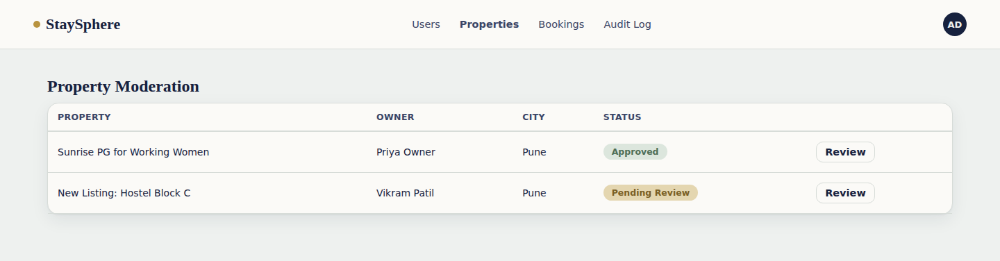 StaySphere
Users Properties Bookings Audit Log
AD
Property Moderation
PROPERTY OWNER CITY STATUS
Sunrise PG for Working Women Priya Owner Pune Approved Review
New Listing: Hostel Block C Vikram Patil Pune Pending Review Review